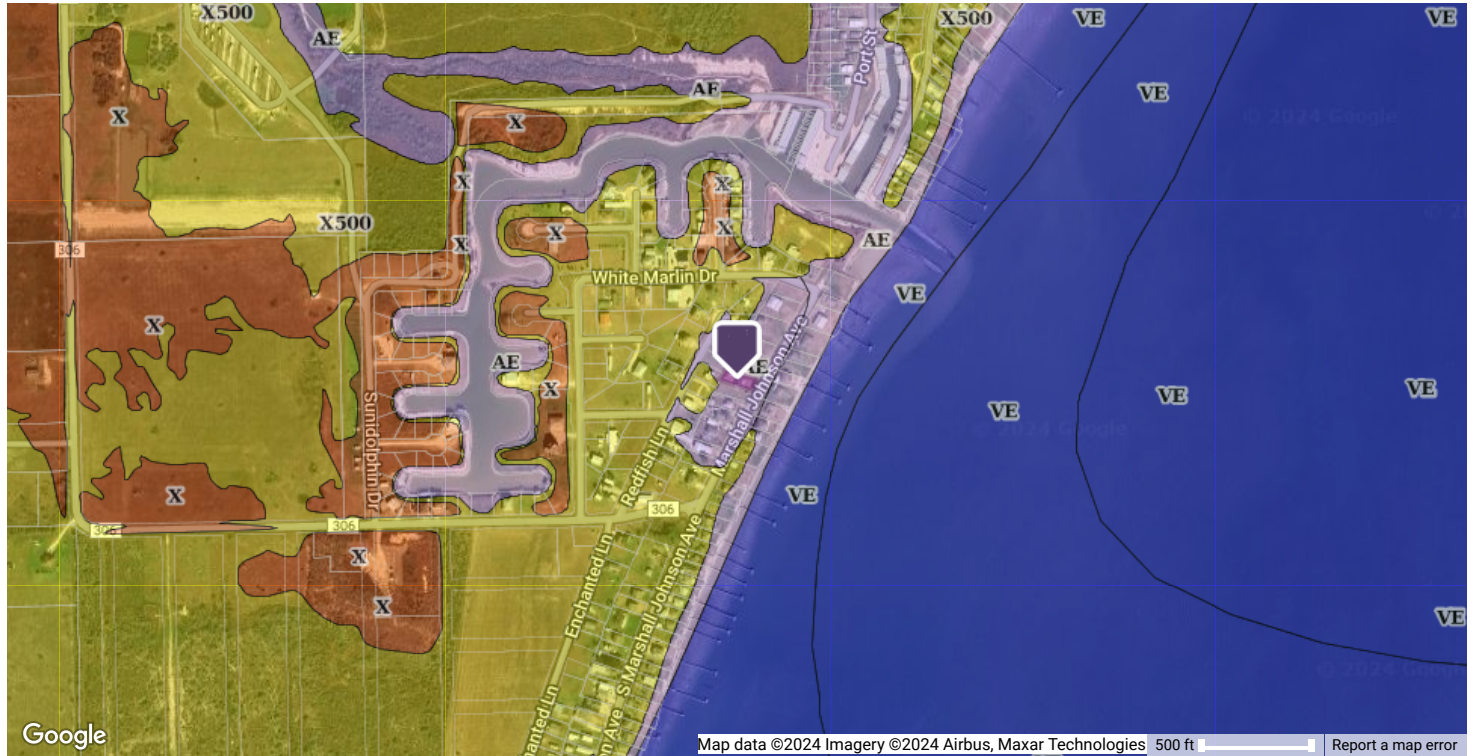 X500
AE
X500
VE
VE
Port St
VE
X
X
AE
© 2024 Google
X
X
X500
X
X
X
306
AE
White Marlin Dr
VE
X
Marshall Johnson Ave
AE
AE
X
VE
VE
VE
© 2024 Google
Sunidolphin Dr
Redfish Ln
X
VE
306
306
306
S Marshall Johnson Ave
Enchanted Ln
X
X
VE
© 2024 Google
Google
Map data ©2024 Imagery ©2024 Airbus, Maxar Technologies 500 ft Report a map error